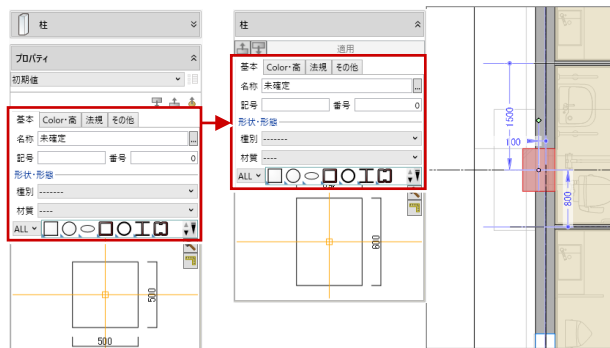 柱
プロパティ
初期値
基本 Color・高 法規 その他
名称 未確定 ...
記号 番号 0
形状・形態
種別 -------
材質 ----
ALL
500
500
柱
適用
基本 Color・高 法規 その他
名称 未確定 ...
記号 番号 0
形状・形態
種別 -------
材質 ----
ALL
600
1500
100
800